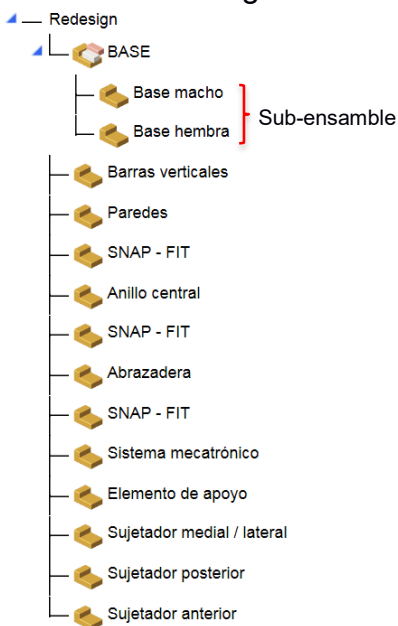 Redesign
BASE
Base macho
Base hembra
Sub-ensamble
Barras verticales
Paredes
SNAP - FIT
Anillo central
SNAP - FIT
Abrazadera
SNAP - FIT
Sistema mecatrónico
Elemento de apoyo
Sujetador medial / lateral
Sujetador posterior
Sujetador anterior